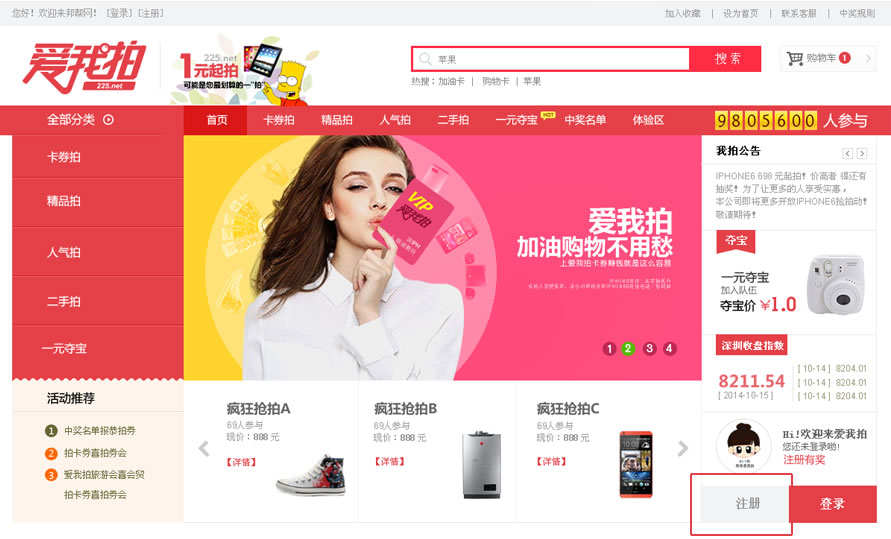 您好！欢迎来邦帮网！ [登录] [注册]
加入收藏 | 设为首页 | 联系客服 | 中奖规则
爱我拍
225.net
225.net
1元起拍
可能是您最划算的一"拍"
苹果
搜 索
购物车 1
热搜：加油卡 | 购物卡 | 苹果
全部分类
首页 卡券拍 精品拍 人气拍 二手拍 一元夺宝 HOT 中奖名单 体验区
9805600 人参与
卡券拍
精品拍
人气拍
二手拍
一元夺宝
VIP
爱我拍
爱我拍
加油购物不用愁
上爱我拍卡券赚钱就是这么容易
1 2 3 4
我拍公告
IPHONE6 698 元起拍！价高者 得还有
抽奖！为了让更多的人享受实惠，
本公司即将更多开放IPHONE6抢拍动！
敬请期待！
夺宝
一元夺宝
加入队伍
夺宝价 ¥1.0
深圳收盘指数
8211.54
[ 2014-10-15 ]
[ 10-14 ] 8204.01
[ 10-14 ] 8204.01
[ 10-14 ] 8204.01
活动推荐
1 中奖名单报恭拍券
2 拍卡券喜拍券会
3 爱我拍旅游会喜会贸
拍卡券喜拍券会
疯狂抢拍A
69人参与
现价：888 元
【详情】
疯狂抢拍B
69人参与
现价：888 元
【详情】
疯狂抢拍C
69人参与
现价：888 元
【详情】
Hi！欢迎来爱我拍
您还未登录哟！
注册有奖
注册
登录